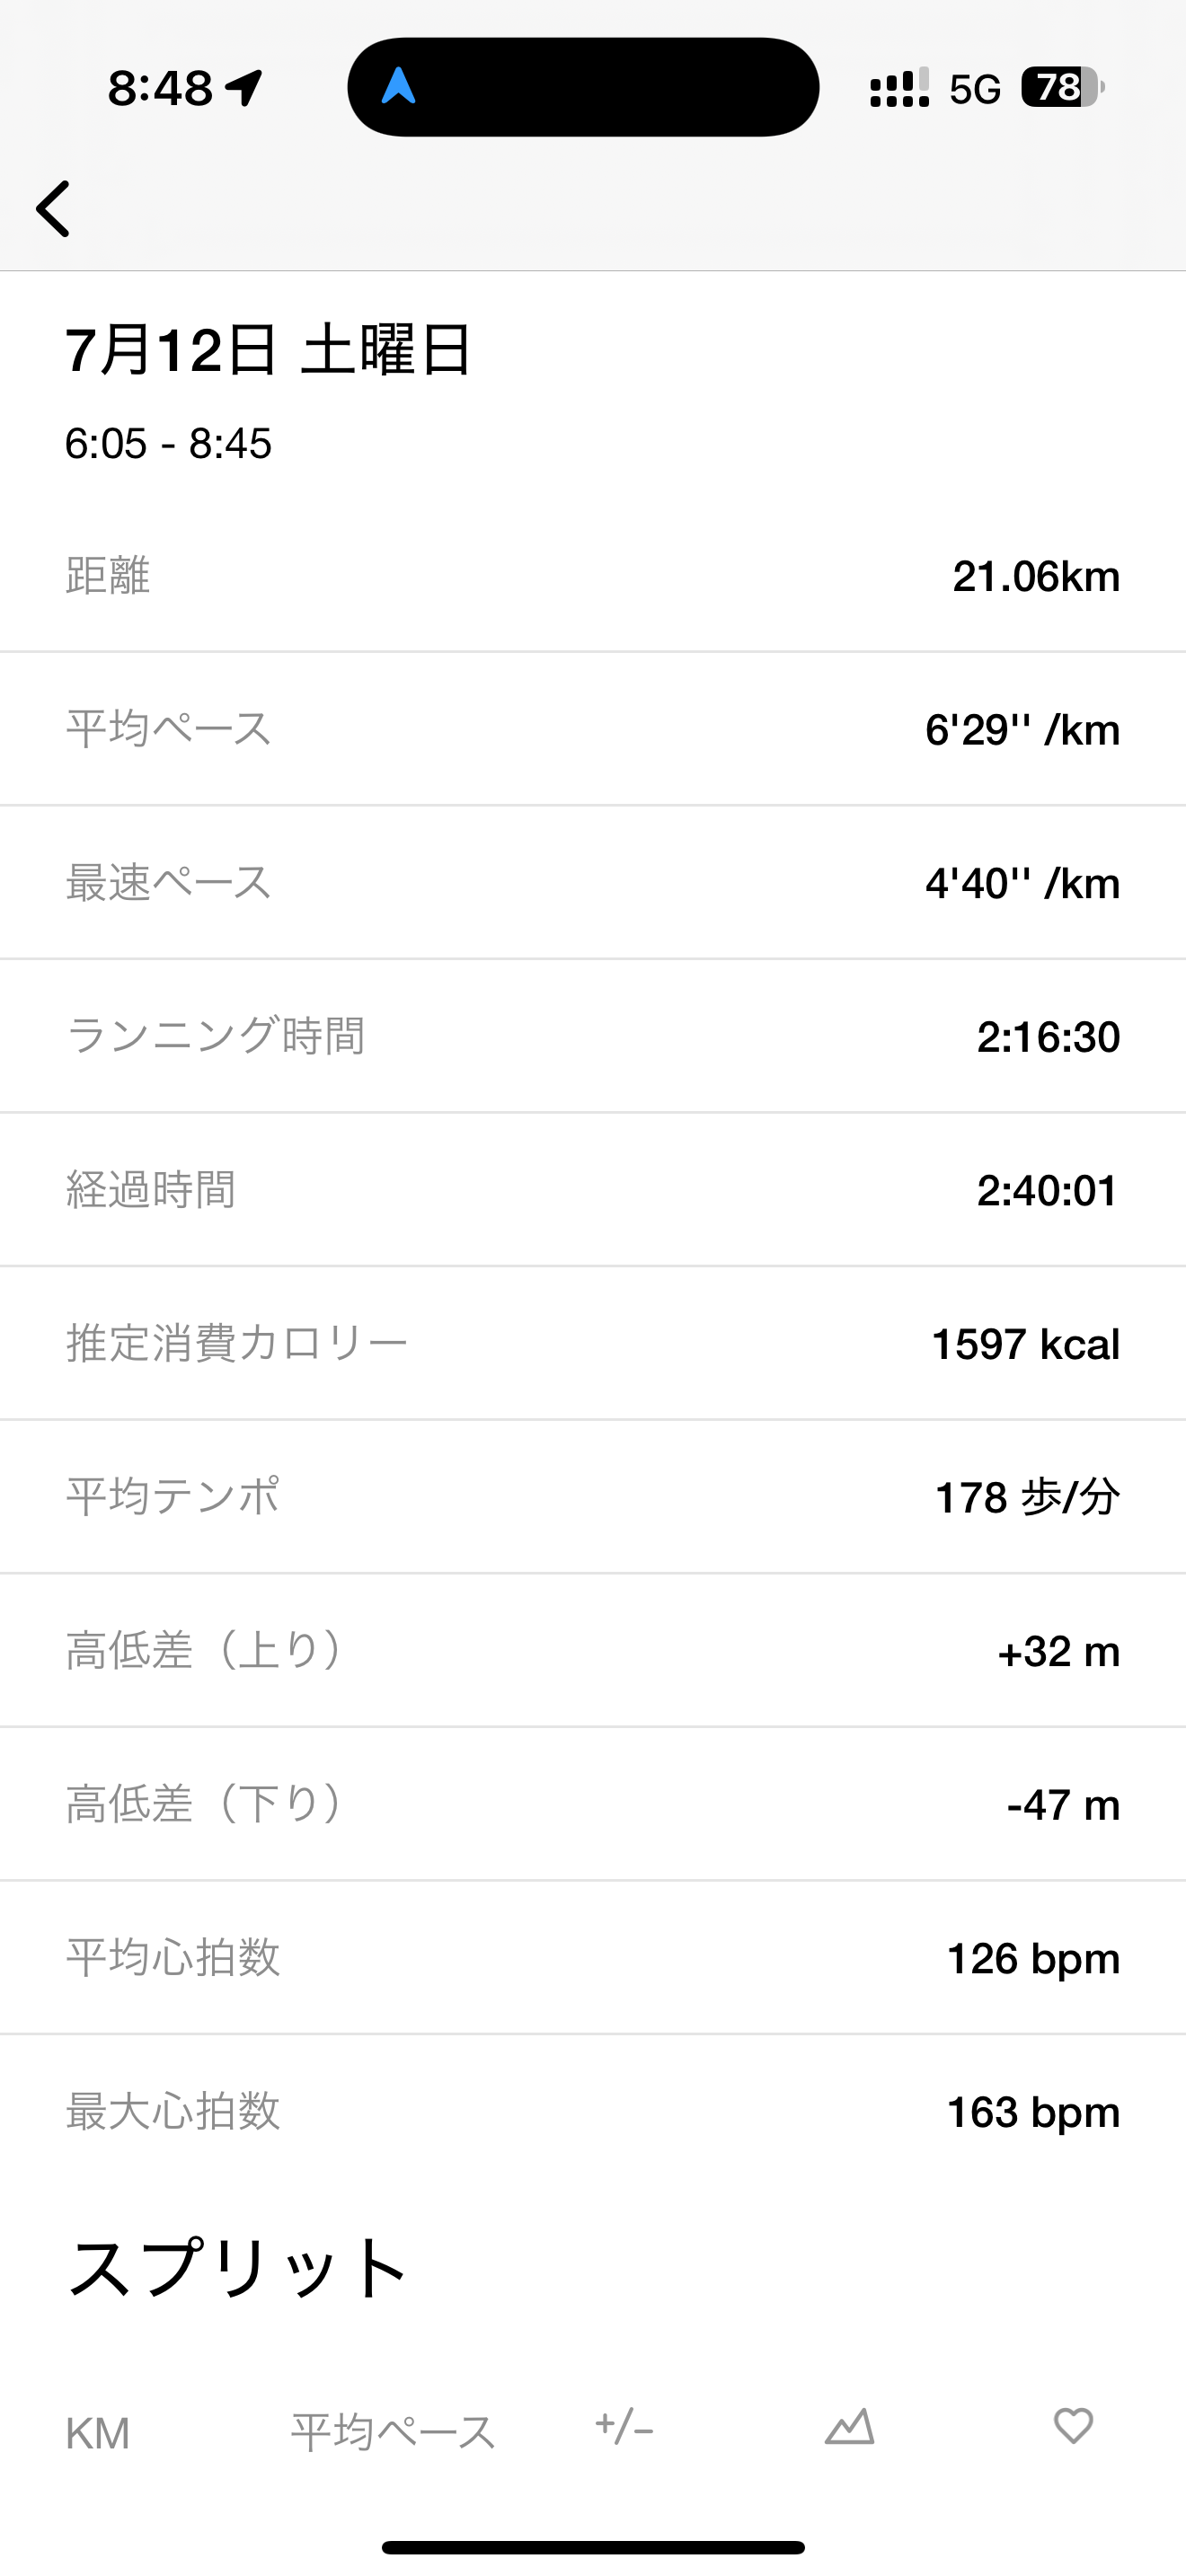 8:48 5G 78
7月12日 土曜日
6:05 - 8:45
距離 21.06km
平均ペース 6'29'' /km
最速ペース 4'40'' /km
ランニング時間 2:16:30
経過時間 2:40:01
推定消費カロリー 1597 kcal
平均テンポ 178 歩/分
高低差（上り） +32 m
高低差（下り） -47 m
平均心拍数 126 bpm
最大心拍数 163 bpm
スプリット
KM 平均ペース +/-